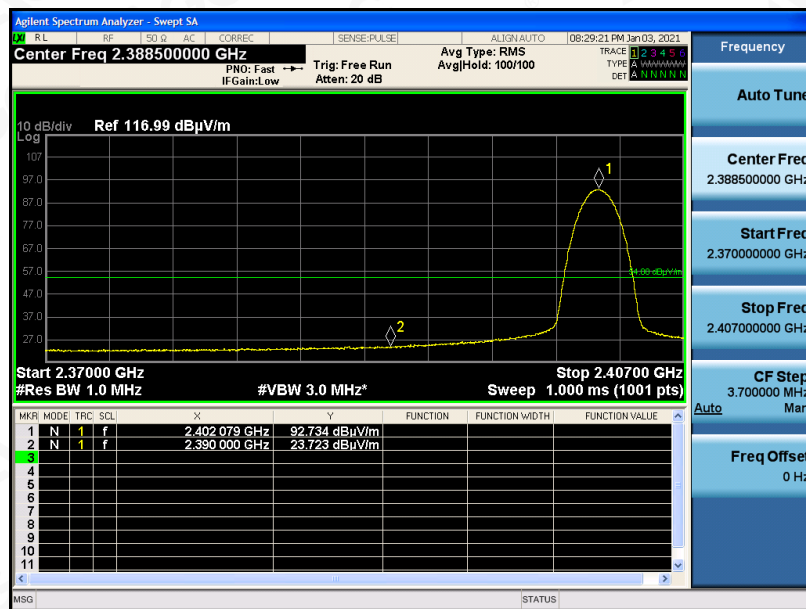 Agilent Spectrum Analyzer - Swept SA
LXI RL RF 50 Ω AC CORREC SENSE:PULSE ALIGN AUTO 08:29:21 PM Jan 03, 2021
Center Freq 2.388500000 GHz
PNO: Fast
IFGain:Low
Trig: Free Run
Atten: 20 dB
Avg Type: RMS
Avg|Hold: 100/100
TRACE 1 2 3 4 5 6
TYPE A WWWWW
DET A N N N N N
10 dB/div Ref 116.99 dBµV/m
Log
107
97.0
87.0
77.0
67.0
57.0
47.0
37.0
27.0
1
2
54.00 dBµV/m
Start 2.37000 GHz Stop 2.40700 GHz
#Res BW 1.0 MHz #VBW 3.0 MHz* Sweep 1.000 ms (1001 pts)
MKR MODE TRC SCL X Y FUNCTION FUNCTION WIDTH FUNCTION VALUE
1 N 1 f 2.402 079 GHz 92.734 dBµV/m
2 N 1 f 2.390 000 GHz 23.723 dBµV/m
3
4
5
6
7
8
9
10
11
MSG STATUS
Frequency
Auto Tune
Center Freq
2.388500000 GHz
Start Freq
2.370000000 GHz
Stop Freq
2.407000000 GHz
CF Step
3.700000 MHz
Auto Man
Freq Offset
0 Hz